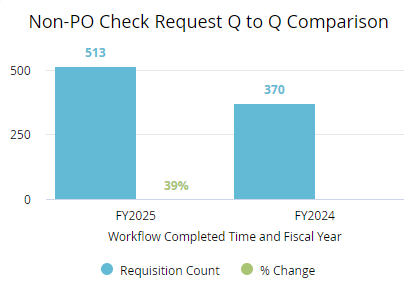 Non-PO Check Request Q to Q Comparison
513
500
370
250
39%
0
FY2025 FY2024
Workflow Completed Time and Fiscal Year
Requisition Count % Change